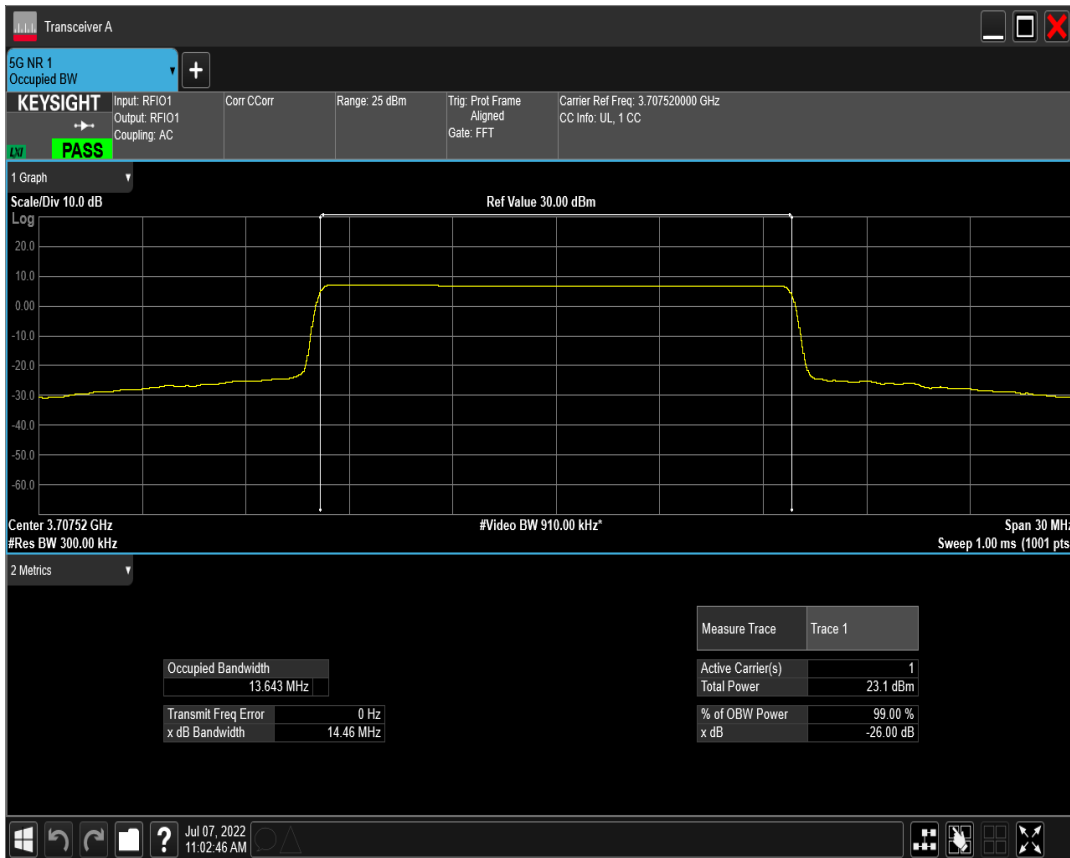 Transceiver A
5G NR 1
Occupied BW
KEYSIGHT
LXI
PASS
Input: RFIO1
Output: RFIO1
Coupling: AC
Corr CCorr
Range: 25 dBm
Trig: Prot Frame
Aligned
Gate: FFT
Carrier Ref Freq: 3.707520000 GHz
CC Info: UL, 1 CC
1 Graph
Scale/Div 10.0 dB
Ref Value 30.00 dBm
Log
20.0
10.0
0.00
-10.0
-20.0
-30.0
-40.0
-50.0
-60.0
Center 3.70752 GHz
#Video BW 910.00 kHz*
Span 30 MHz
#Res BW 300.00 kHz
Sweep 1.00 ms (1001 pts
2 Metrics
Measure Trace Trace 1
Occupied Bandwidth
13.643 MHz
Active Carrier(s) 1
Total Power 23.1 dBm
Transmit Freq Error 0 Hz
x dB Bandwidth 14.46 MHz
% of OBW Power 99.00 %
x dB -26.00 dB
?
Jul 07, 2022
11:02:46 AM